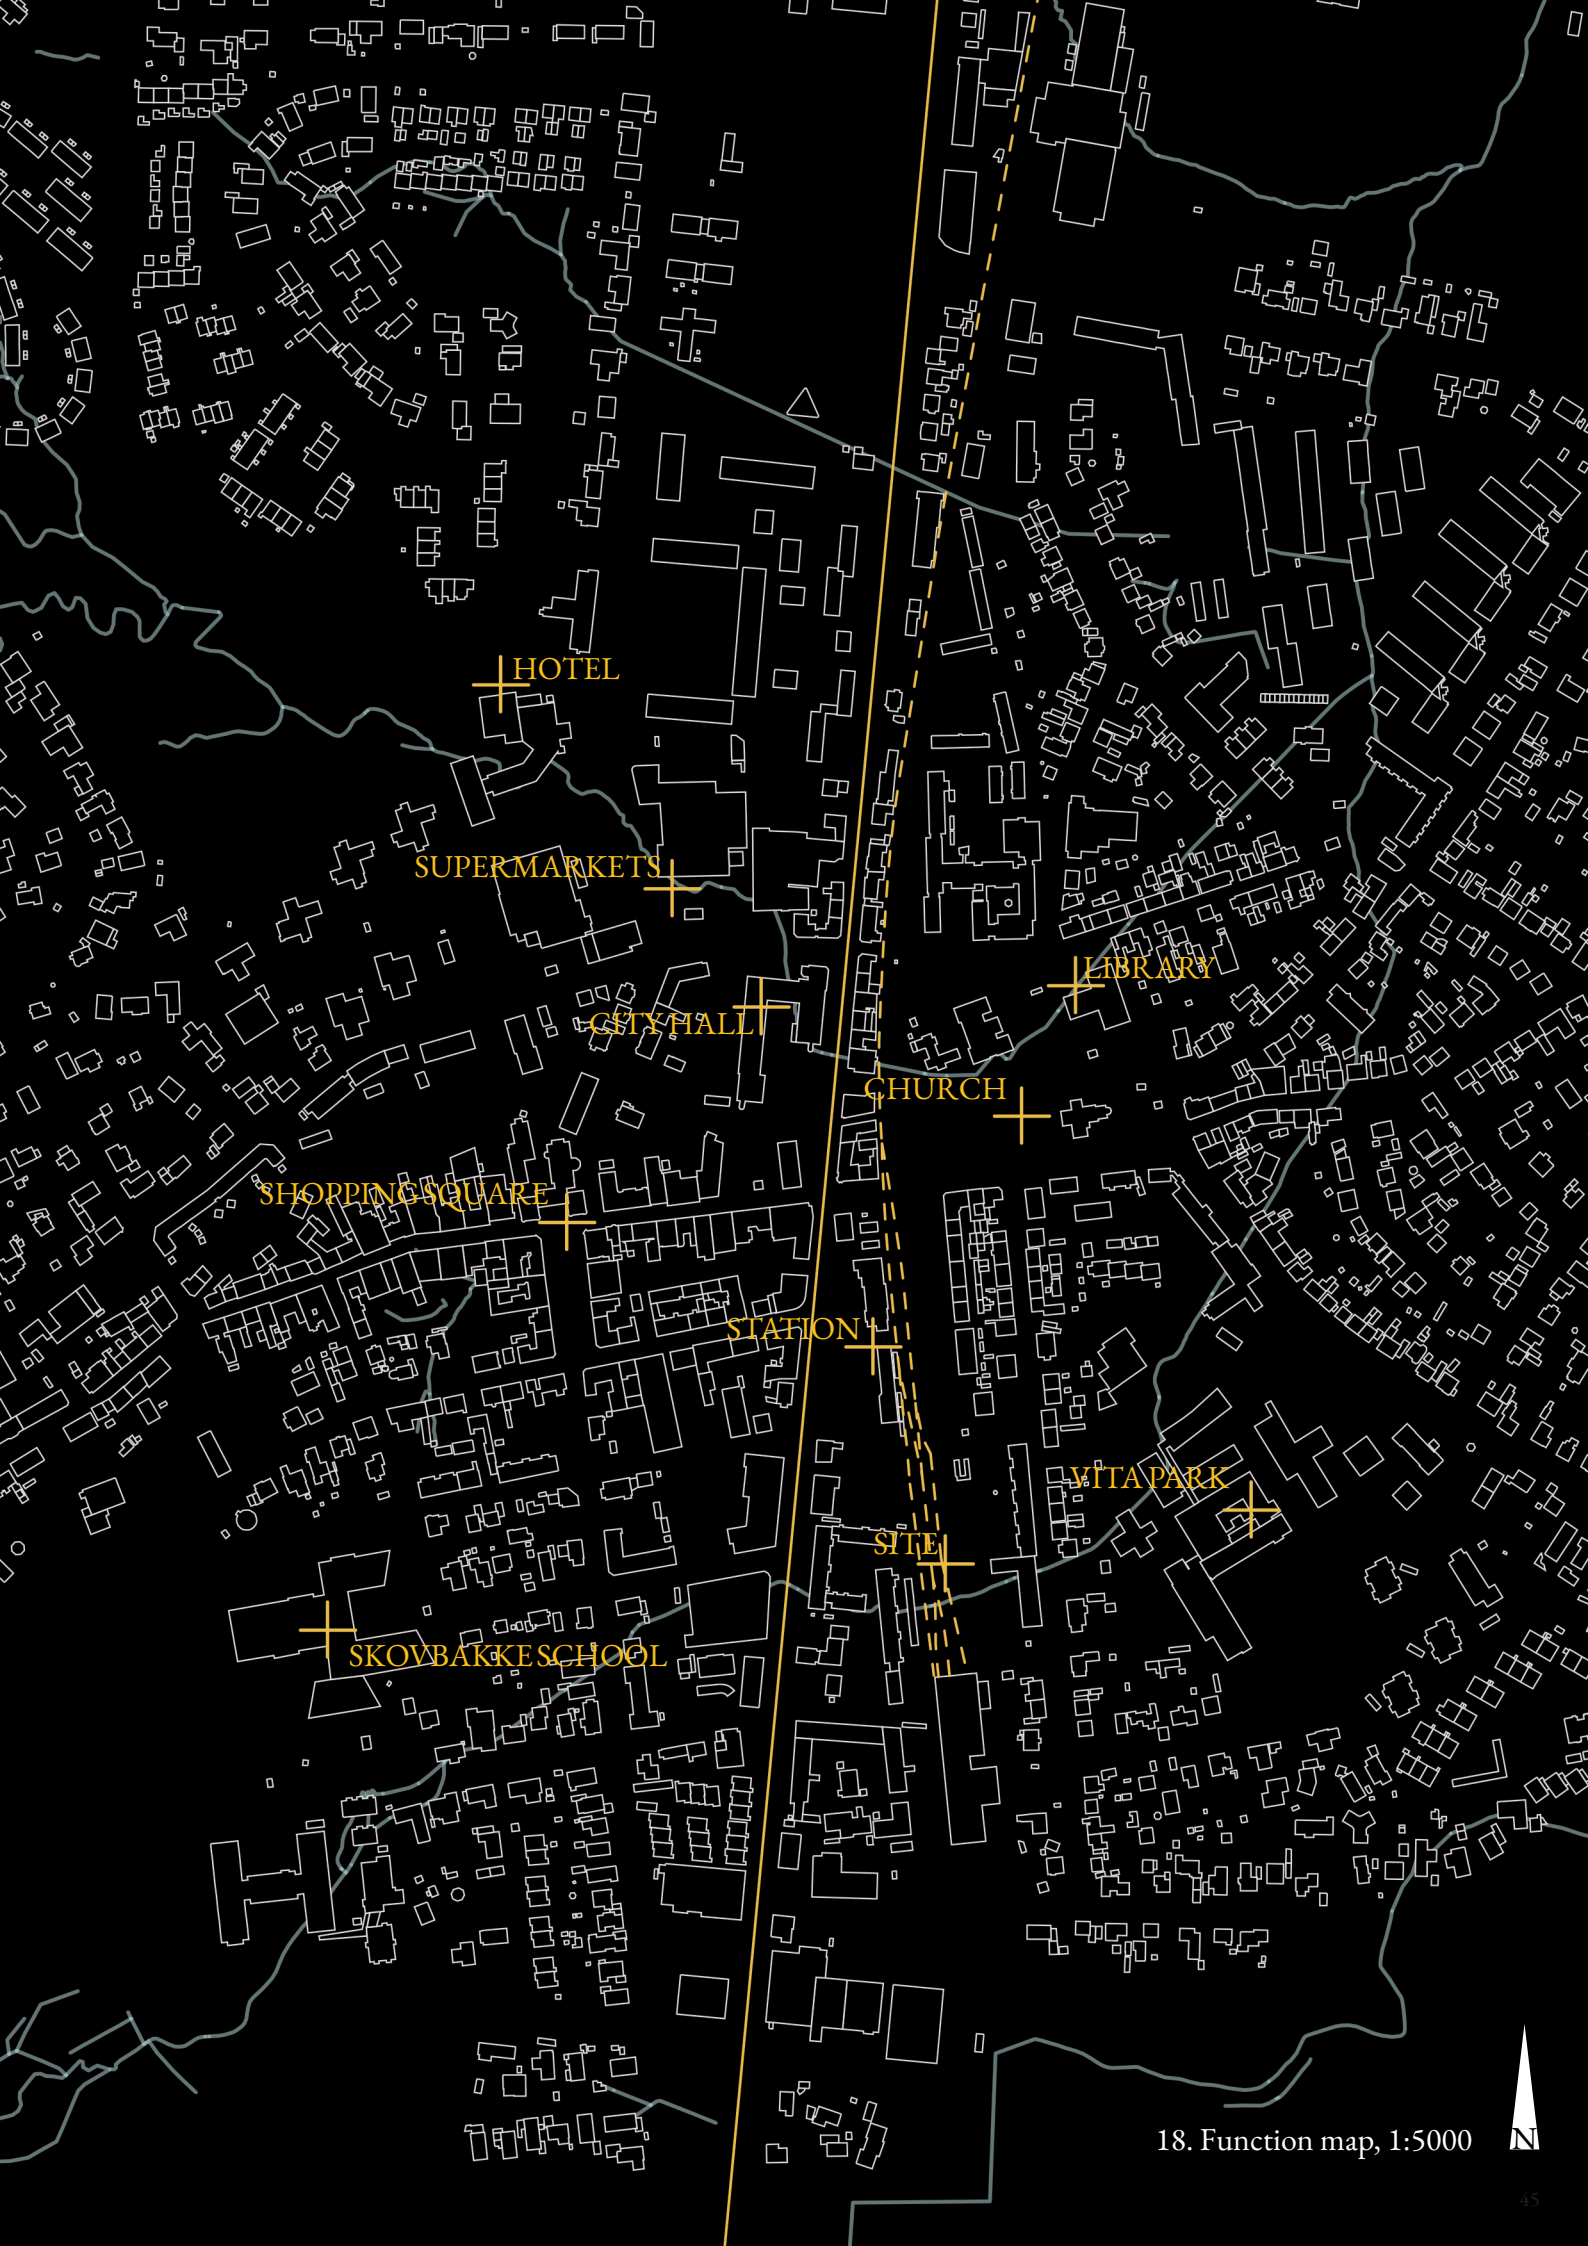 HOTEL
SUPERMARKETS
LIBRARY
CITY HALL
CHURCH
SHOPPING SQUARE
STATION
VITA PARK
SITE
SKOVBAKKE SCHOOL
18. Function map, 1:5000
N
45